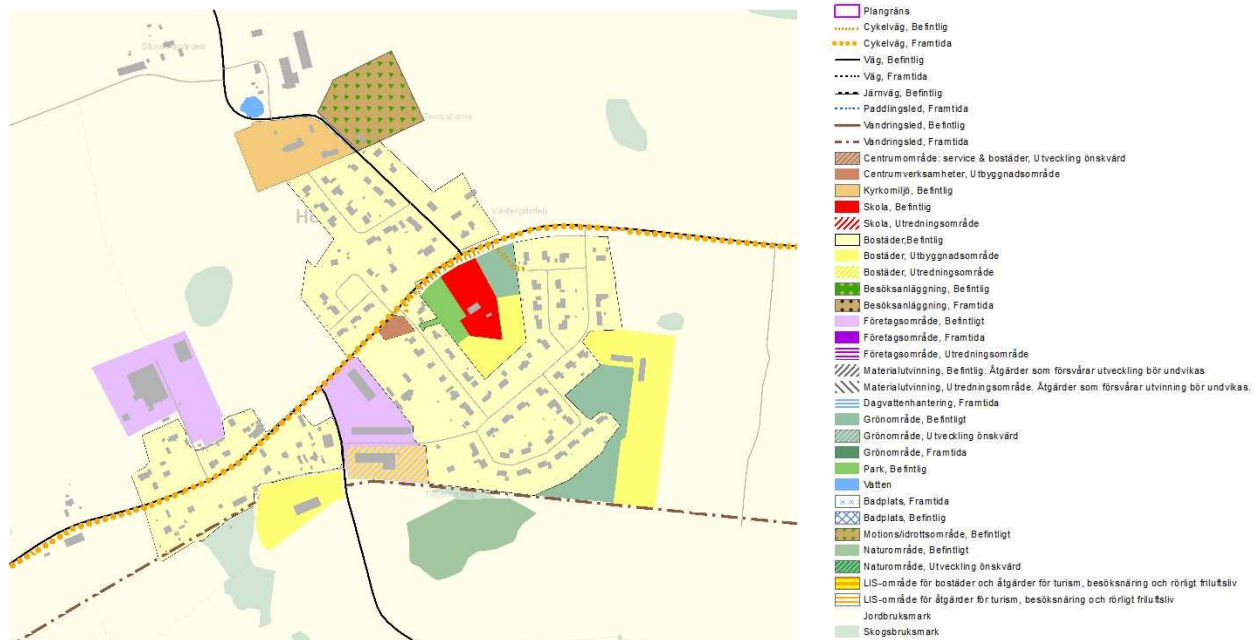 Plangräns
Cykelväg, Befintlig
Cykelväg, Framtida
Väg, Befintlig
Väg, Framtida
Järnväg, Befintlig
Paddlingsled, Framtida
Vandringsled, Befintlig
Vandringsled, Framtida
Centrumområde: service & bostäder, Utveckling önskvärd
Centrumverksamheter, Utbyggnadsområde
Kyrkomiljö, Befintlig
Skola, Befintlig
Skola, Utredningsområde
Bostäder,Befintlig
Bostäder, Utbyggnadsområde
Bostäder, Utredningsområde
Besöksanläggning, Befintlig
Besöksanläggning, Framtida
Företagsområde, Befintligt
Företagsområde, Framtida
Företagsområde, Utredningsområde
Materialutvinning, Befintlig. Åtgärder som försvårar utveckling bör undvikas
Materialutvinning, Utredningsområde. Åtgärder som försvårar utvinning bör undvikas.
Dagvattenhantering, Framtida
Grönområde, Befintligt
Grönområde, Utveckling önskvärd
Grönområde, Framtida
Park, Befintlig
Vatten
Badplats, Framtida
Badplats, Befintlig
Motions/idrottsområde, Befintligt
Naturområde, Befintligt
Naturområde, Utveckling önskvärd
LIS-område för bostäder och åtgärder för turism, besöksnäring och rörligt friluftsliv
LIS-område för åtgärder för turism, besöksnäring och rörligt friluftsliv
Jordbruksmark
Skogsbruksmark
Västergården